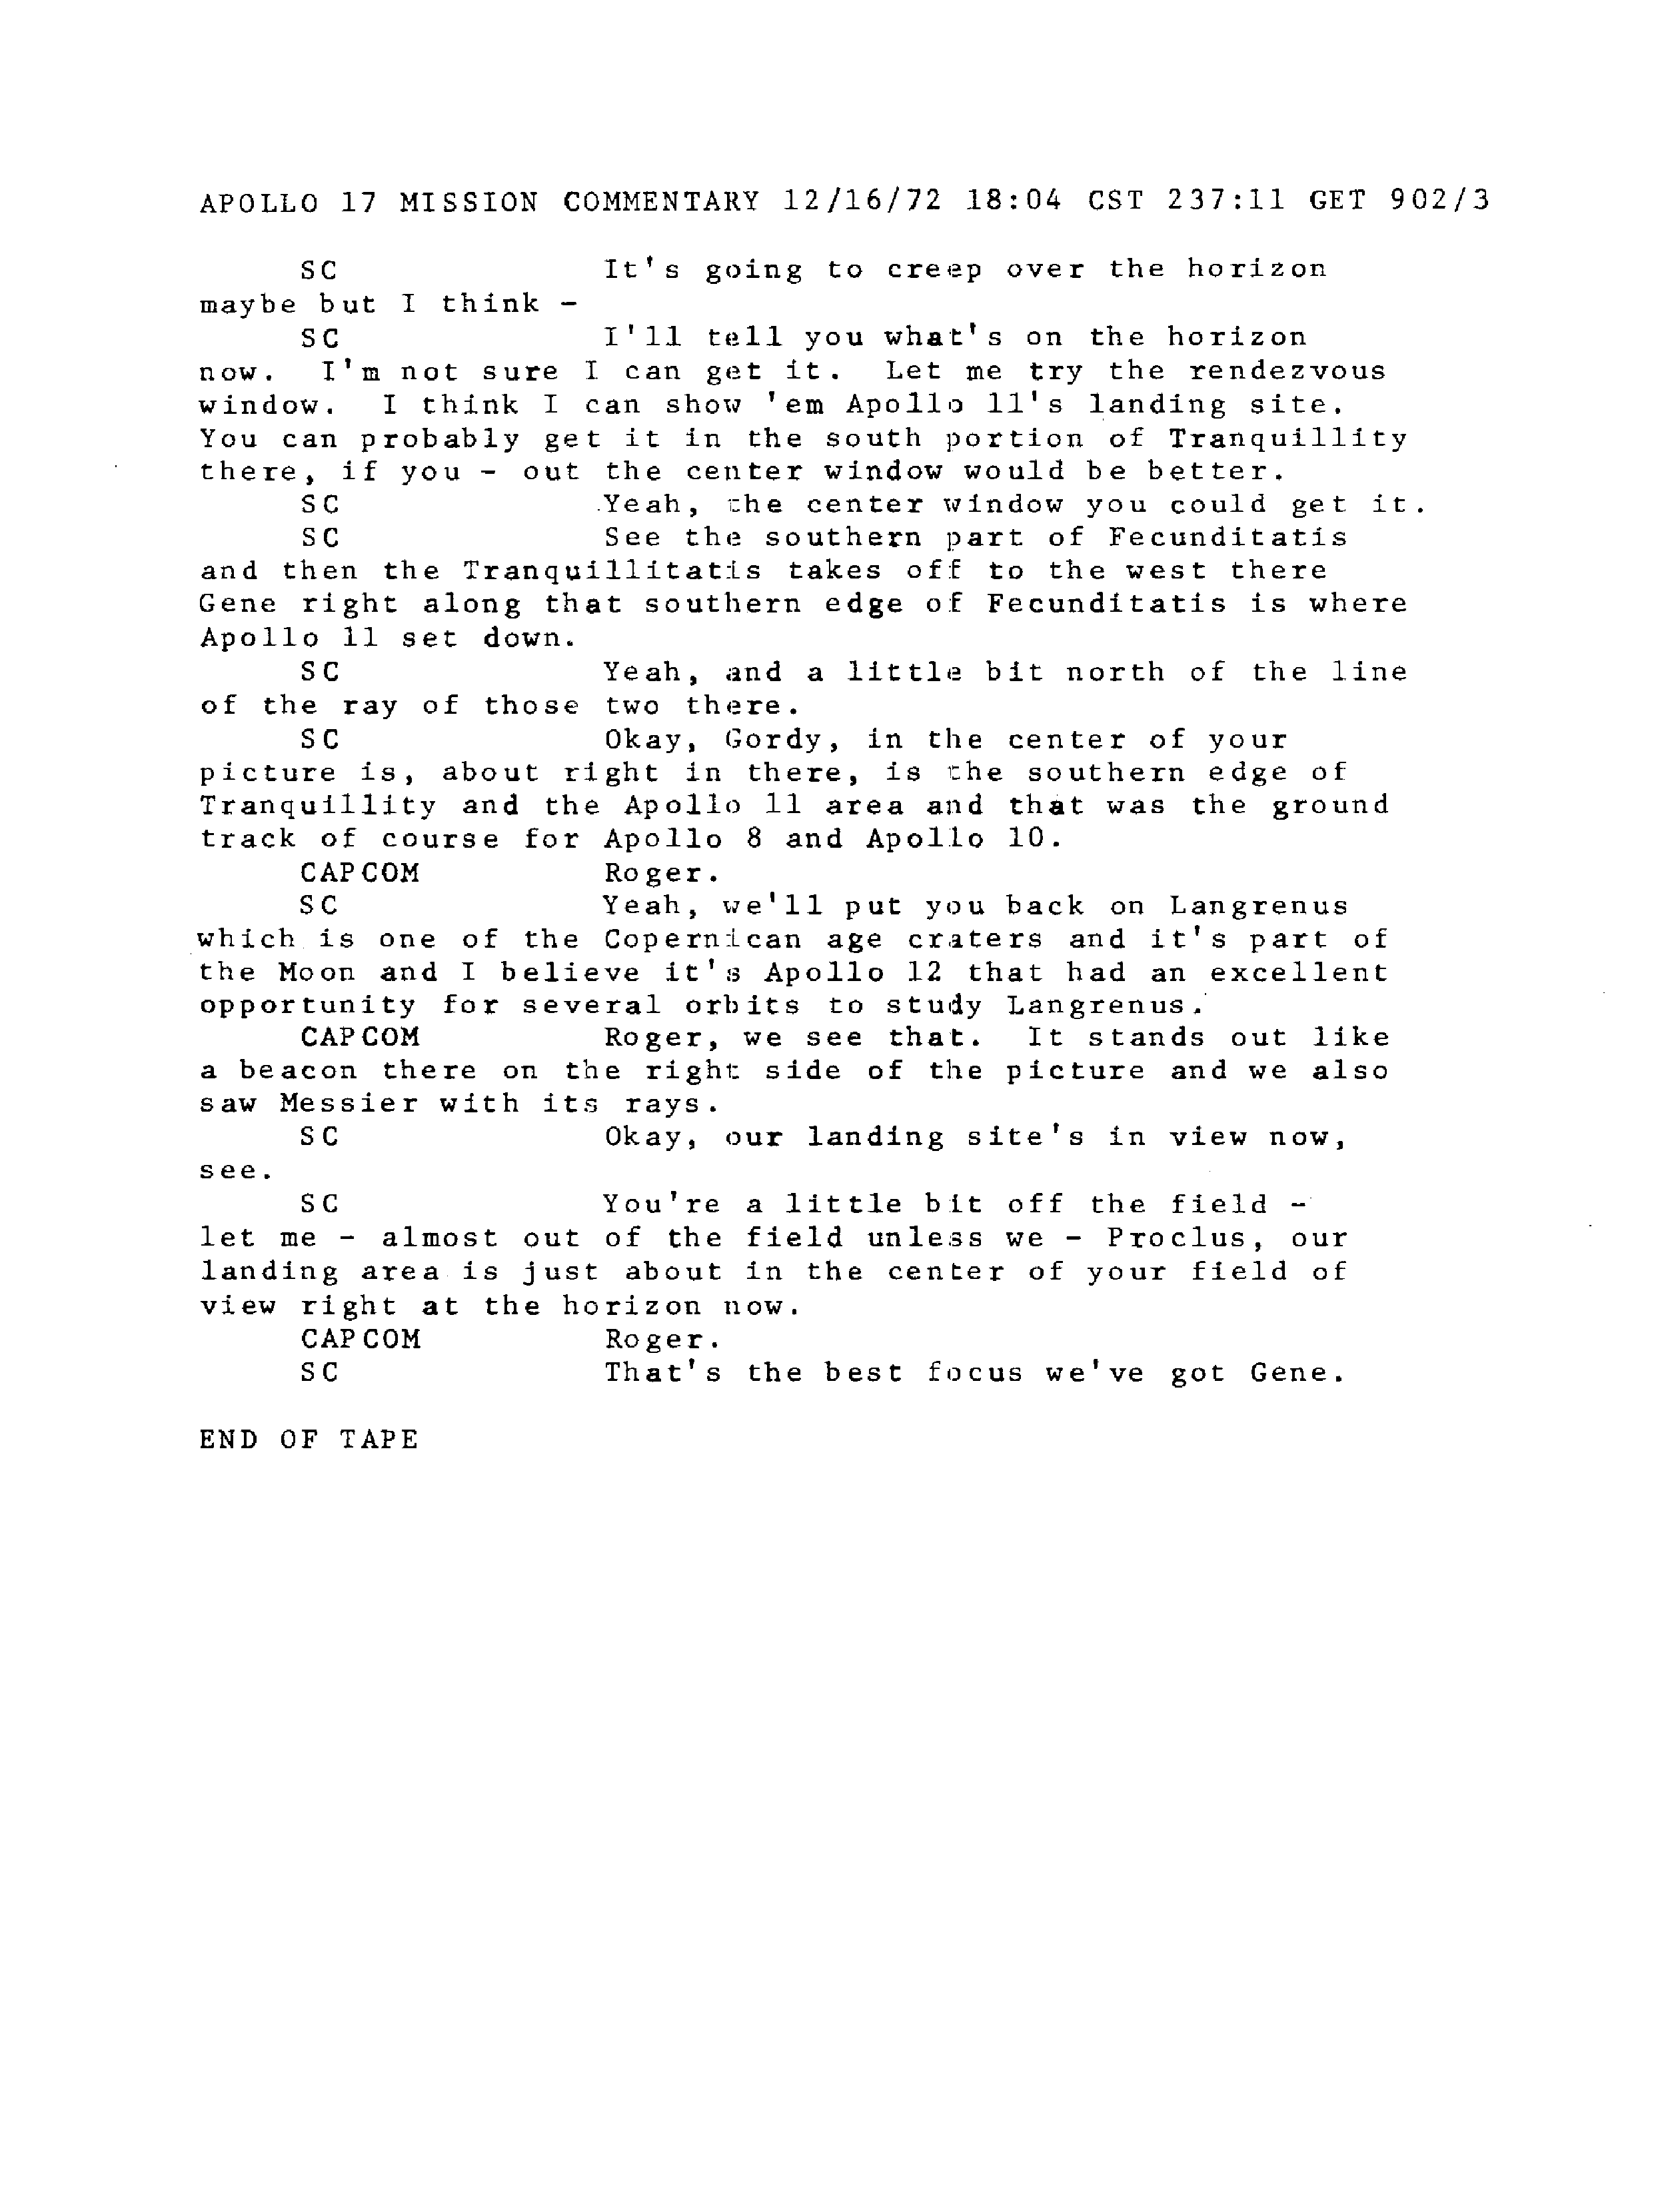 APOLLO 17 MISSION COMMENTARY 12/16/72 18:04 CST 237:11 GET 902/3
SC It's going to creep over the horizon
maybe but I think -
SC I'll tell you what's on the horizon
now. I'm not sure I can get it. Let me try the rendezvous
window. I think I can show 'em Apollo 11's landing site.
You can probably get it in the south portion of Tranquillity
there, if you - out the center window would be better.
SC Yeah, the center window you could get it.
SC See the southern part of Fecunditatis
and then the Tranquillitatis takes off to the west there
Gene right along that southern edge of Fecunditatis is where
Apollo 11 set down.
SC Yeah, and a little bit north of the line
of the ray of those two there.
SC Okay, Gordy, in the center of your
picture is, about right in there, is the southern edge of
Tranquillity and the Apollo 11 area and that was the ground
track of course for Apollo 8 and Apollo 10.
CAPCOM Roger.
SC Yeah, we'll put you back on Langrenus
which is one of the Copernican age craters and it's part of
the Moon and I believe it's Apollo 12 that had an excellent
opportunity for several orbits to study Langrenus.
CAPCOM Roger, we see that. It stands out like
a beacon there on the right side of the picture and we also
saw Messier with its rays.
SC Okay, our landing site's in view now,
see.
SC You're a little bit off the field -
let me - almost out of the field unless we - Proclus, our
landing area is just about in the center of your field of
view right at the horizon now.
CAPCOM Roger.
SC That's the best focus we've got Gene.
END OF TAPE